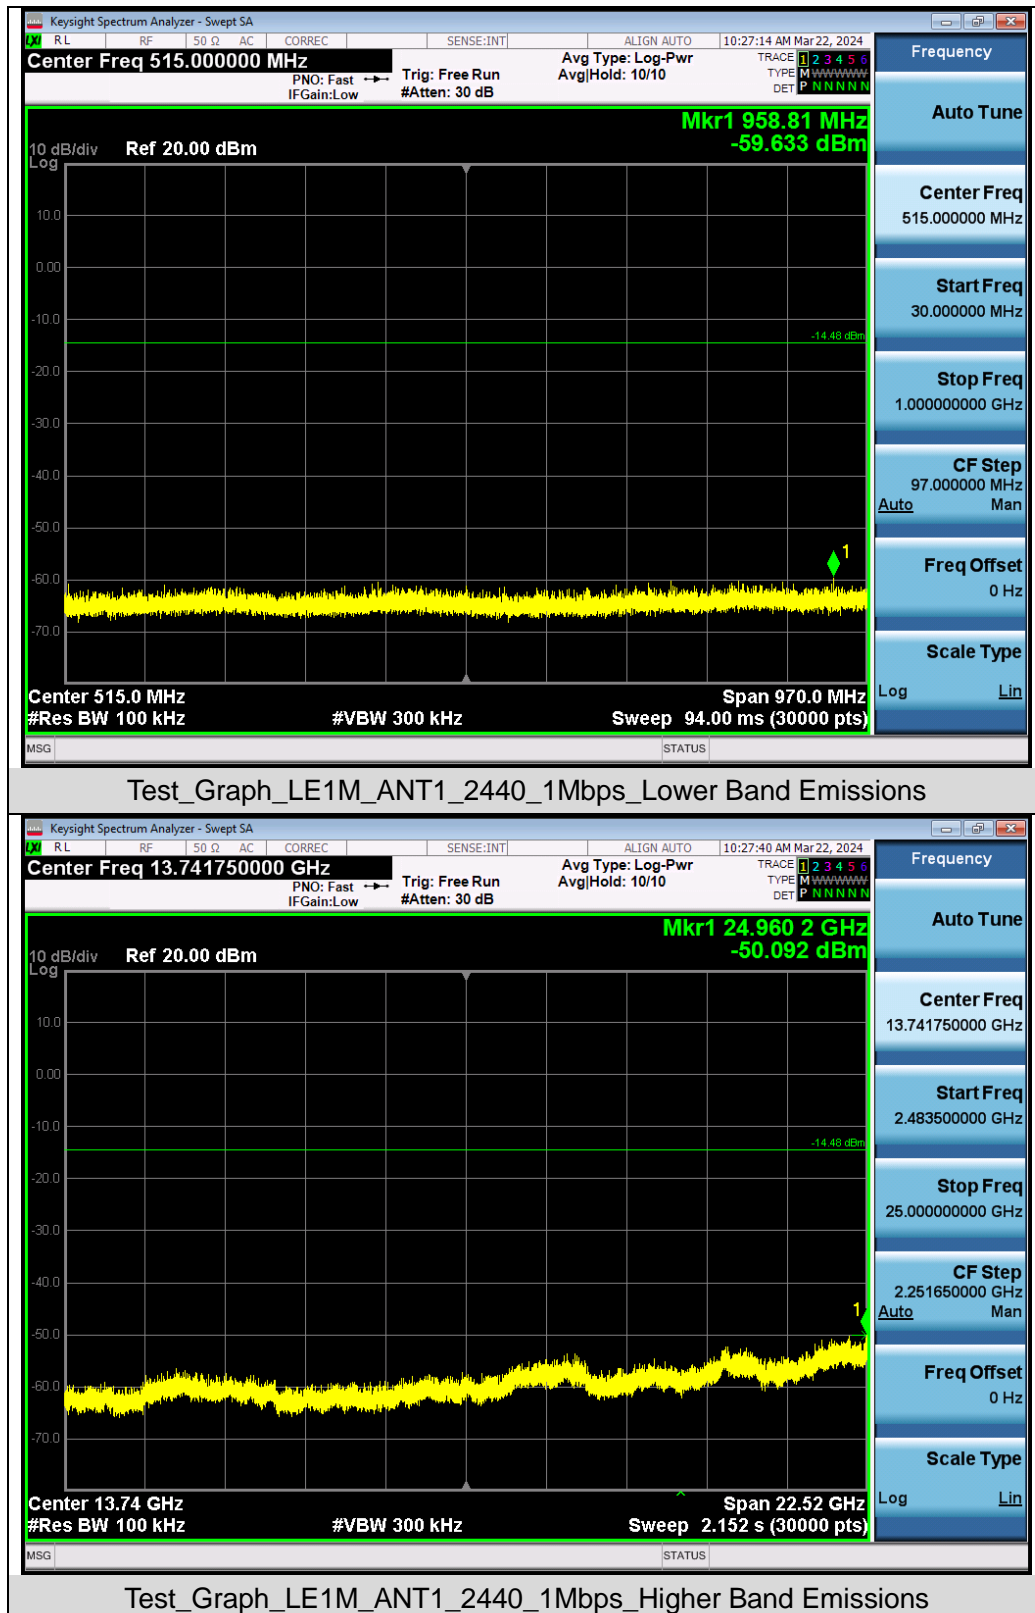 Keysight Spectrum Analyzer - Swept SA
LXI RL RF 50 Ω AC CORREC SENSE:INT ALIGN AUTO 10:27:14 AM Mar 22, 2024
Center Freq 515.000000 MHz
PNO: Fast
IFGain:Low
Trig: Free Run
#Atten: 30 dB
Avg Type: Log-Pwr
Avg|Hold: 10/10
TRACE 1 2 3 4 5 6
TYPE M WWWWW
DET P N N N N N
Mkr1 958.81 MHz
-59.633 dBm
10 dB/div Ref 20.00 dBm
Log
10.0
0.00
-10.0
-14.48 dBm
-20.0
-30.0
-40.0
-50.0
1
-60.0
-70.0
Center 515.0 MHz Span 970.0 MHz
#Res BW 100 kHz #VBW 300 kHz Sweep 94.00 ms (30000 pts)
MSG STATUS
Frequency
Auto Tune
Center Freq
515.000000 MHz
Start Freq
30.000000 MHz
Stop Freq
1.000000000 GHz
CF Step
97.000000 MHz
Auto Man
Freq Offset
0 Hz
Scale Type
Log Lin
Test_Graph_LE1M_ANT1_2440_1Mbps_Lower Band Emissions
Keysight Spectrum Analyzer - Swept SA
LXI RL RF 50 Ω AC CORREC SENSE:INT ALIGN AUTO 10:27:40 AM Mar 22, 2024
Center Freq 13.741750000 GHz
PNO: Fast
IFGain:Low
Trig: Free Run
#Atten: 30 dB
Avg Type: Log-Pwr
Avg|Hold: 10/10
TRACE 1 2 3 4 5 6
TYPE M WWWWW
DET P N N N N N
Mkr1 24.960 2 GHz
-50.092 dBm
10 dB/div Ref 20.00 dBm
Log
10.0
0.00
-10.0
-14.48 dBm
-20.0
-30.0
-40.0
1
-50.0
-60.0
-70.0
Center 13.74 GHz Span 22.52 GHz
#Res BW 100 kHz #VBW 300 kHz Sweep 2.152 s (30000 pts)
MSG STATUS
Frequency
Auto Tune
Center Freq
13.741750000 GHz
Start Freq
2.483500000 GHz
Stop Freq
25.000000000 GHz
CF Step
2.251650000 GHz
Auto Man
Freq Offset
0 Hz
Scale Type
Log Lin
Test_Graph_LE1M_ANT1_2440_1Mbps_Higher Band Emissions